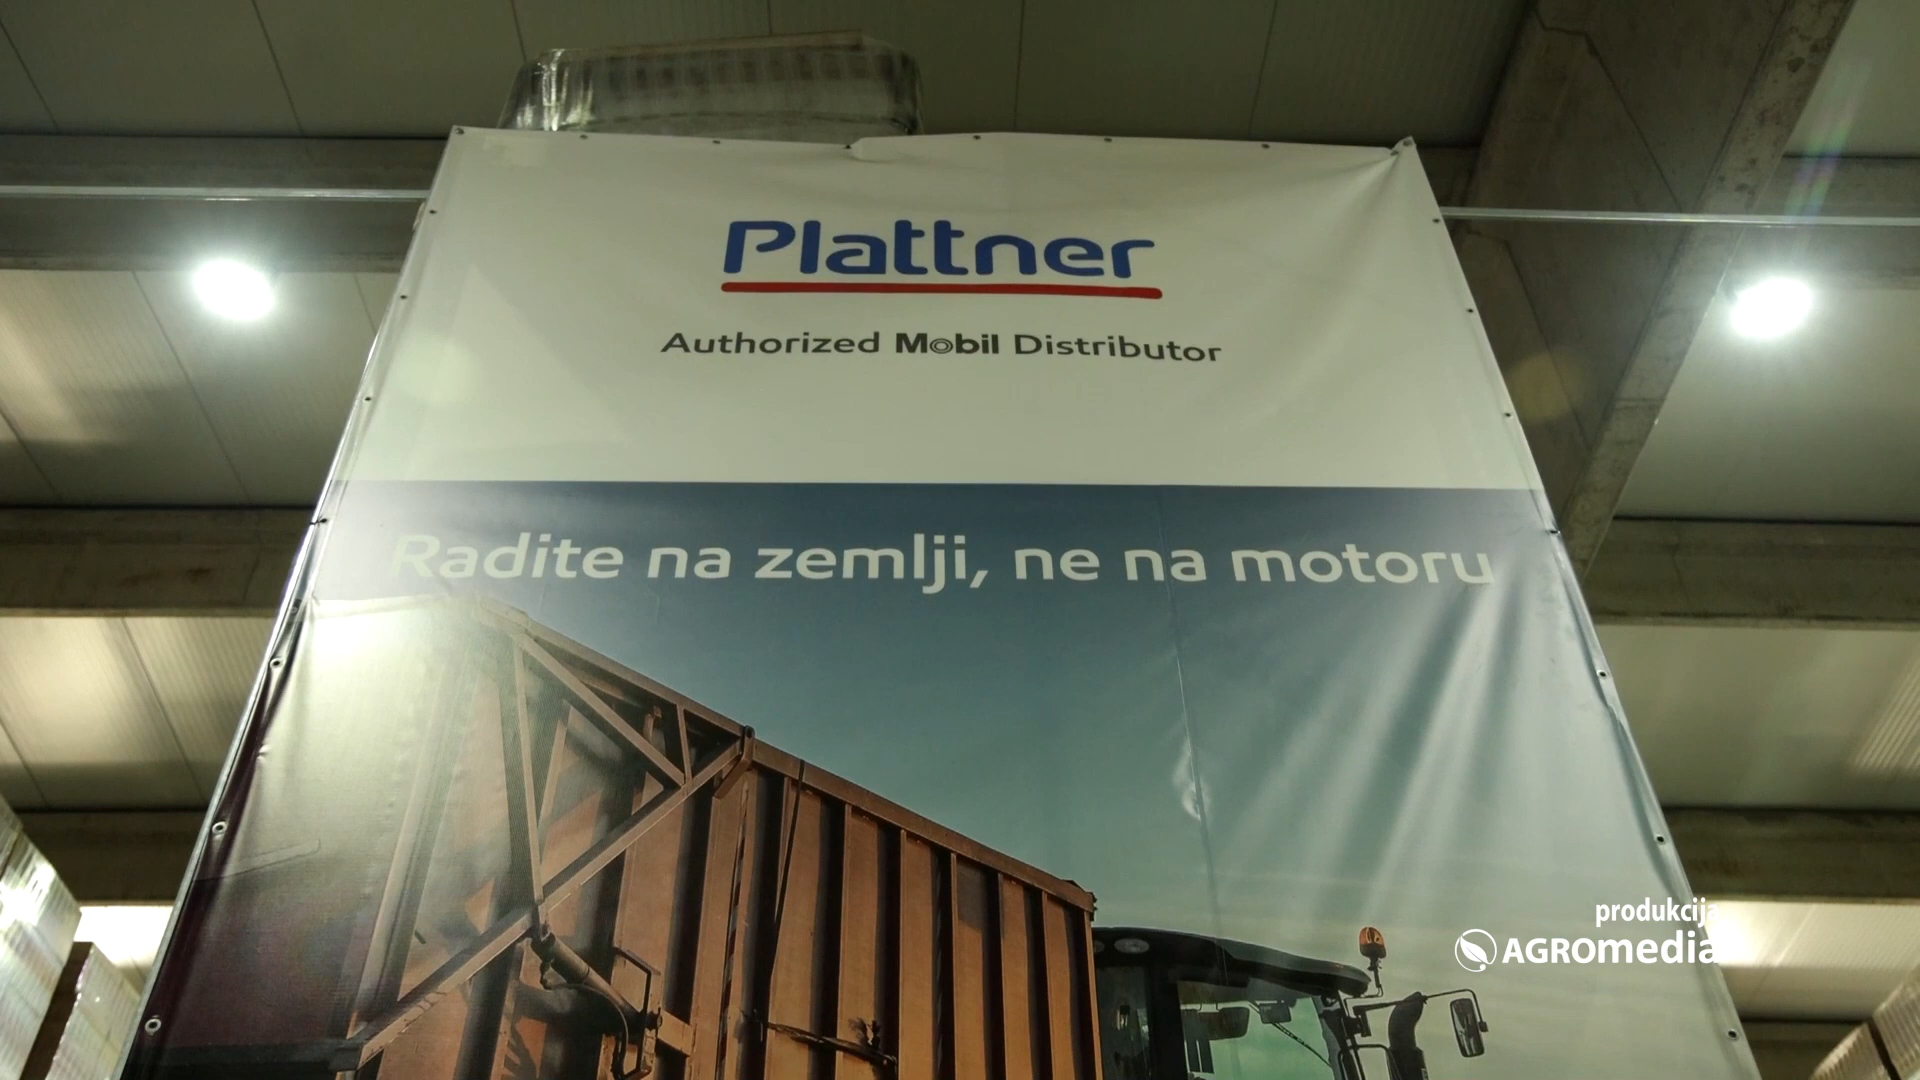 Plattner
Authorized Mobil Distributor
Radite na zemlji, ne na motoru
produkcija
AGROmedia